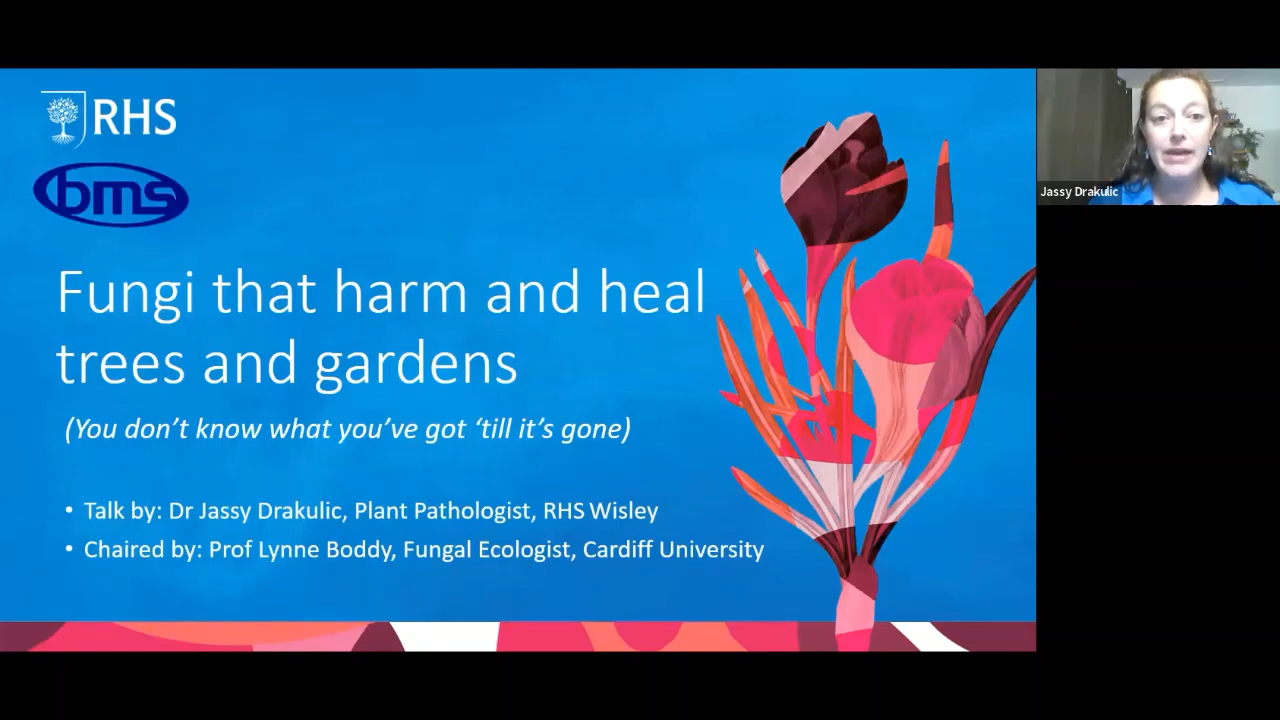 RHS
bms
Fungi that harm and heal
trees and gardens
(You don’t know what you’ve got ‘till it’s gone)
• Talk by: Dr Jassy Drakulic, Plant Pathologist, RHS Wisley
• Chaired by: Prof Lynne Boddy, Fungal Ecologist, Cardiff University
Jassy Drakulic